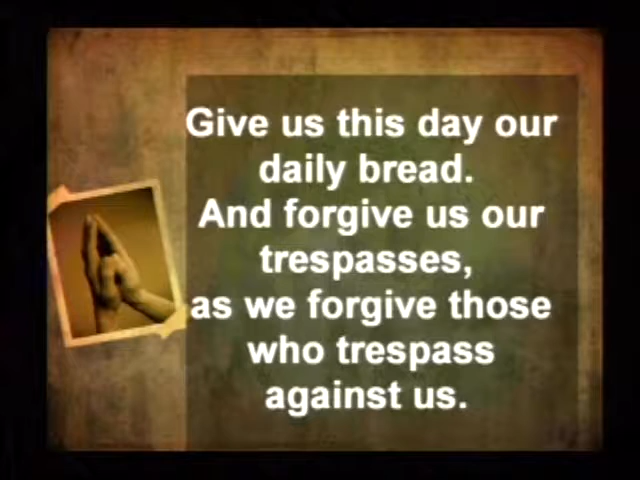 Give us this day our
daily bread.
And forgive us our
trespasses,
as we forgive those
who trespass
against us.